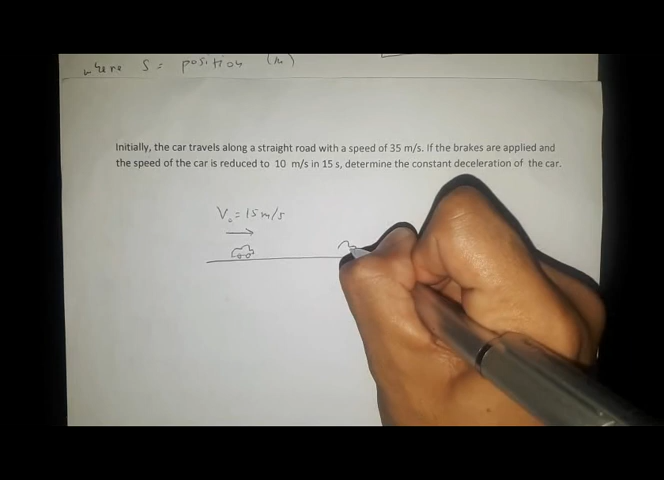 where S = position (m)
Initially, the car travels along a straight road with a speed of 35 m/s. If the brakes are applied and
the speed of the car is reduced to 10 m/s in 15 s, determine the constant deceleration of the car.
V₀ = 15 m/s